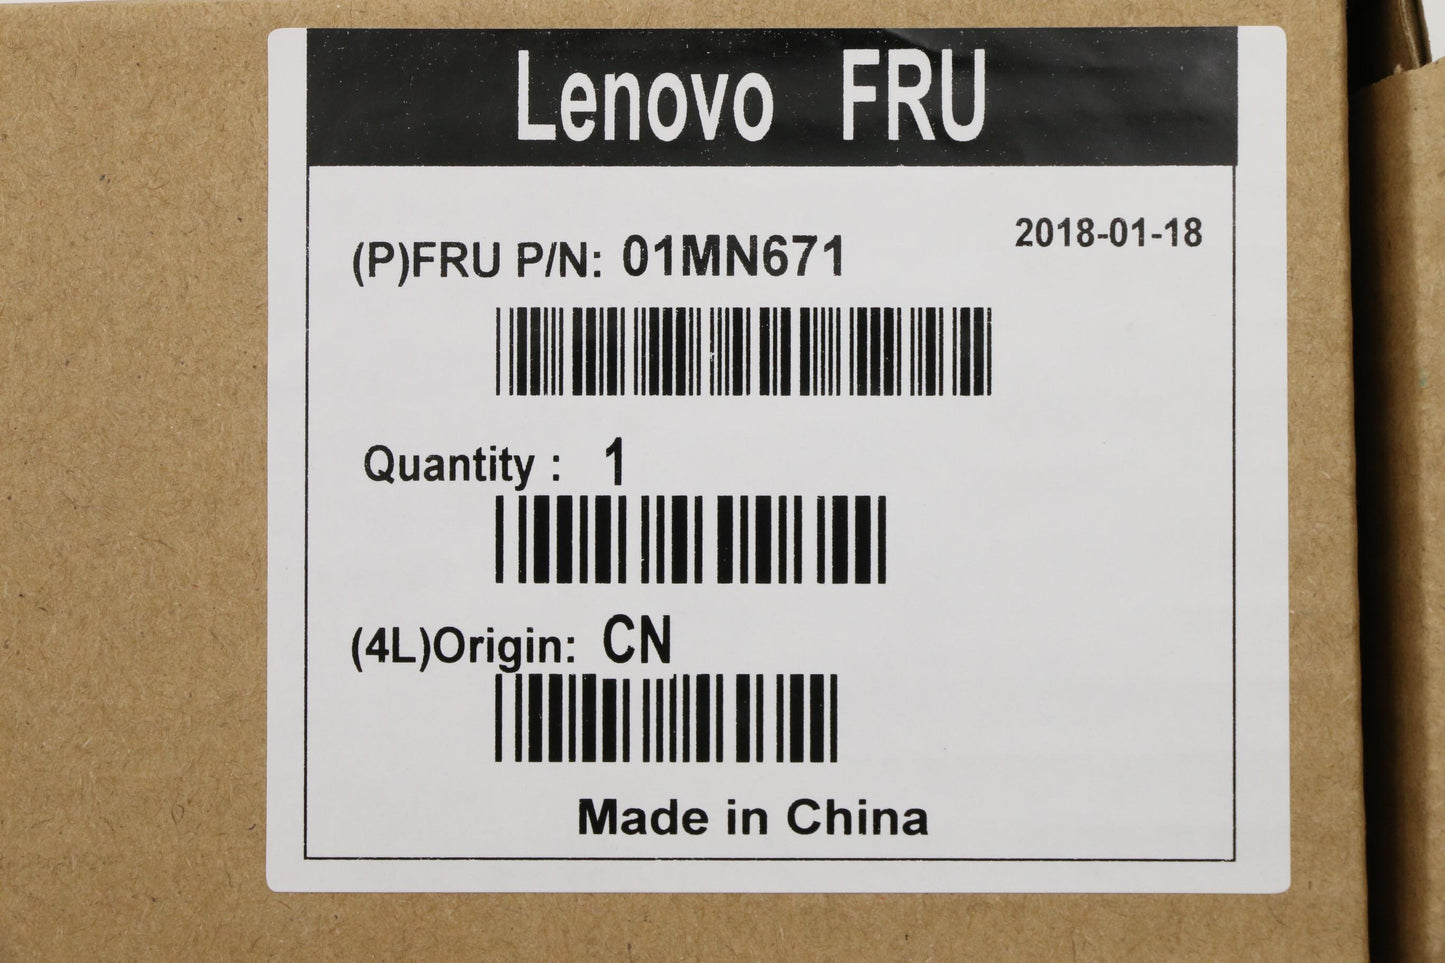 Lenovo FRU
2018-01-18
(P)FRU P/N: 01MN671
Quantity : 1
(4L)Origin: CN
Made in China